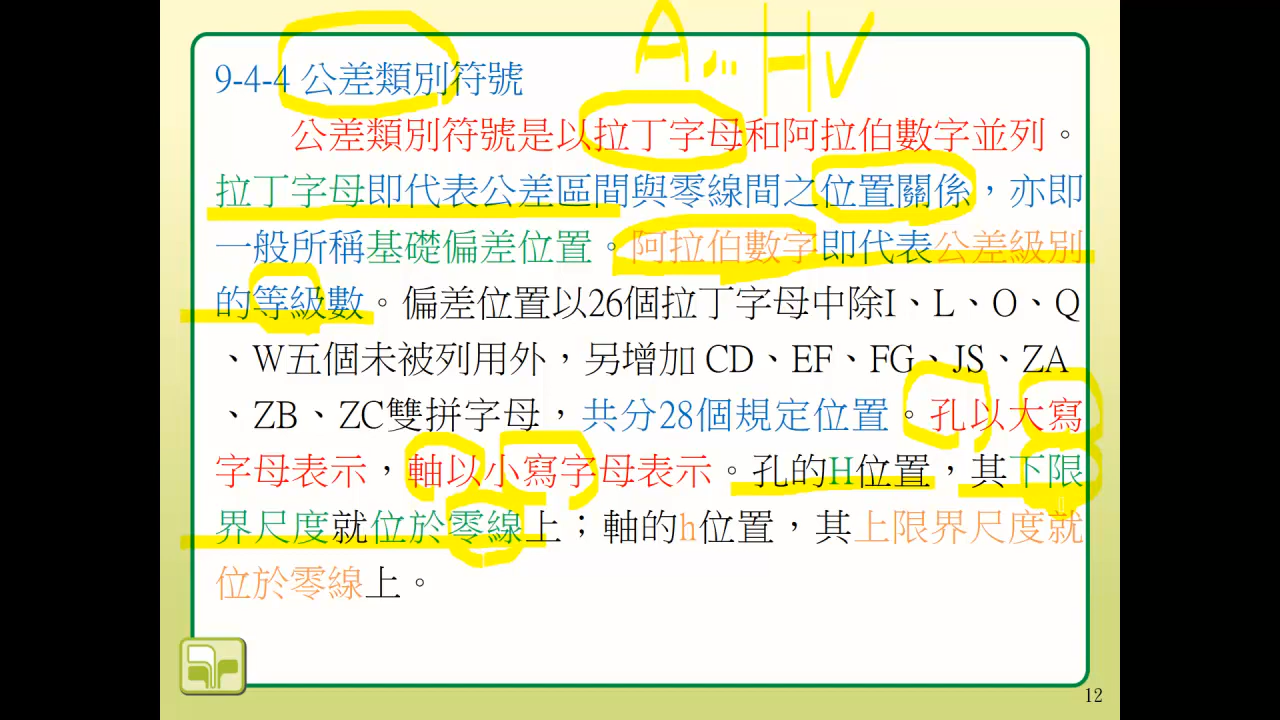 A HV
9-4-4 公差類別符號
公差類別符號是以拉丁字母和阿拉伯數字並列。
拉丁字母即代表公差區間與零線間之位置關係，亦即
一般所稱基礎偏差位置。阿拉伯數字即代表公差級別
的等級數。偏差位置以26個拉丁字母中除I、L、O、Q
、W五個未被列用外，另增加 CD、EF、FG、JS、ZA
、ZB、ZC雙拼字母，共分28個規定位置。孔以大寫
字母表示，軸以小寫字母表示。孔的H位置，其下限
界尺度就位於零線上；軸的h位置，其上限界尺度就
位於零線上。
12